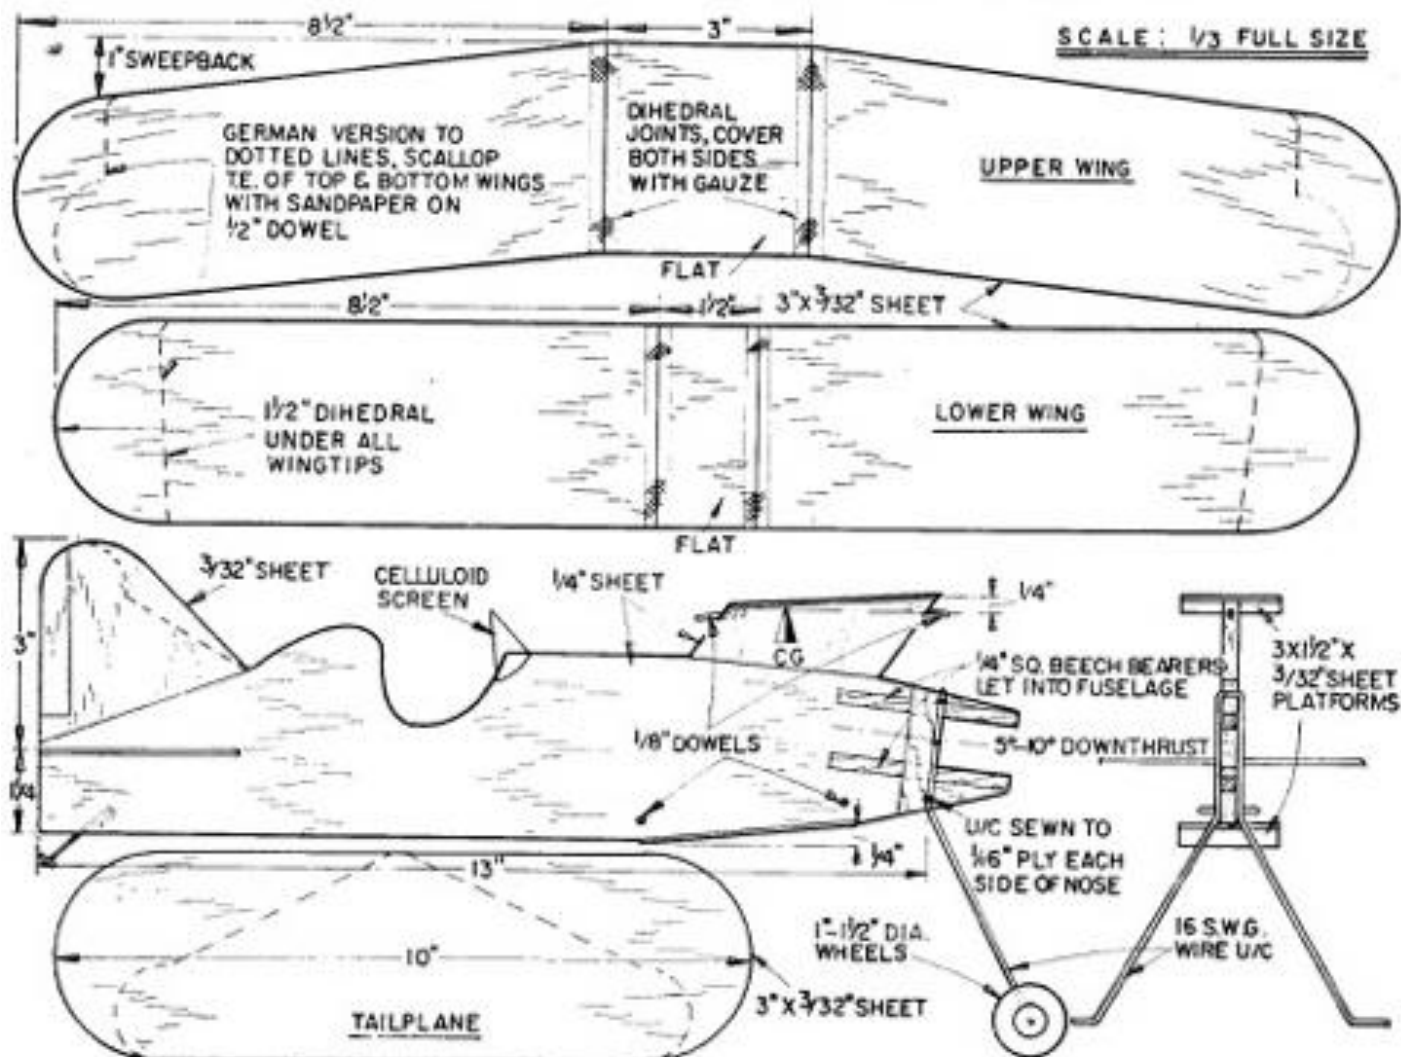 8½"
3"
SCALE: 1/3 FULL SIZE
1" SWEEPBACK
GERMAN VERSION TO
DOTTED LINES, SCALLOP
T.E. OF TOP & BOTTOM WINGS
WITH SANDPAPER ON
½" DOWEL
DIHEDRAL
JOINTS, COVER
BOTH SIDES
WITH GAUZE
UPPER WING
FLAT
8½"
1½"
3" X 3/32" SHEET
1½" DIHEDRAL
UNDER ALL
WINGTIPS
LOWER WING
FLAT
3/32" SHEET
CELLULOID
SCREEN
1/4" SHEET
1/4"
3"
CG
1/4" SQ. BEECH BEARERS
LET INTO FUSELAGE
3X1½" X
3/32" SHEET
PLATFORMS
1/8" DOWELS
5°-10° DOWNTHRUST
1¼
U/C SEWN TO
1/16" PLY EACH
SIDE OF NOSE
13"
1/4"
1"-1½" DIA.
WHEELS
16 S.W.G.
WIRE U/C
10"
3" X 3/32" SHEET
TAILPLANE